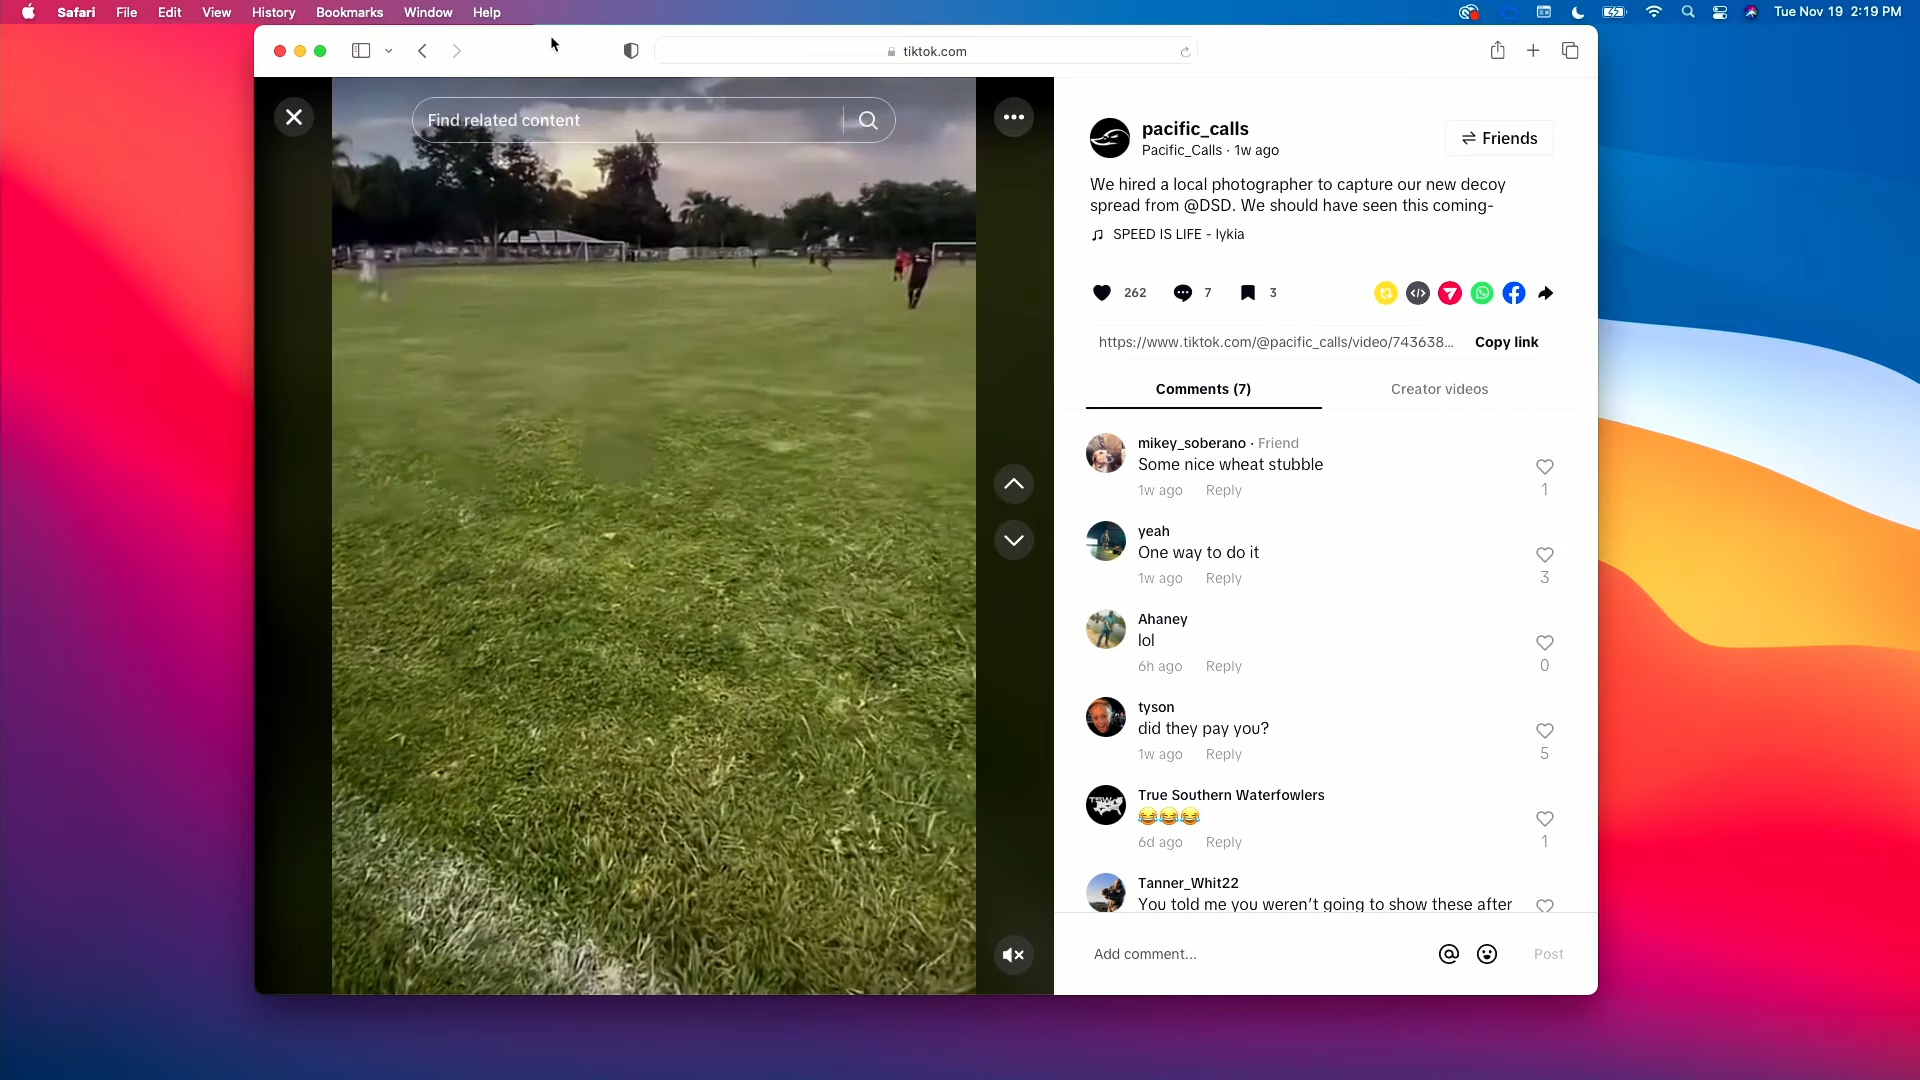 Safari File Edit View History Bookmarks Window Help
Tue Nov 19 2:19 PM
tiktok.com
Find related content
pacific_calls
Pacific_Calls · 1w ago
Friends
We hired a local photographer to capture our new decoy
spread from @DSD. We should have seen this coming-
SPEED IS LIFE - lykia
262 7 3
https://www.tiktok.com/@pacific_calls/video/743638...
Copy link
Comments (7)
Creator videos
mikey_soberano · Friend
Some nice wheat stubble
1w ago Reply
1
yeah
One way to do it
1w ago Reply
3
Ahaney
lol
6h ago Reply
0
tyson
did they pay you?
1w ago Reply
5
TSW
True Southern Waterfowlers
😂😂😂
6d ago Reply
1
Tanner_Whit22
You told me you weren't going to show these after
Add comment...
Post